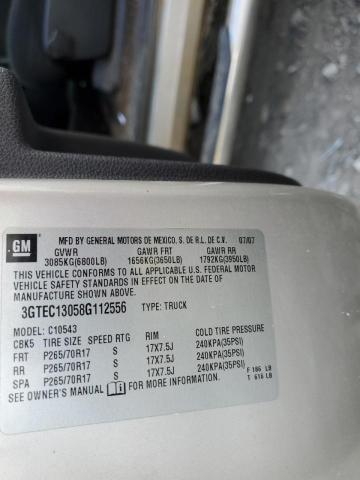 GM
MFD BY GENERAL MOTORS DE MEXICO, S. DE R.L. DE C.V. 07/07
GVWR GAWR FRT GAWR RR
3085KG(6800LB) 1656KG(3650LB) 1792KG(3950LB)
THIS VEHICLE CONFORMS TO ALL APPLICABLE U.S. FEDERAL MOTOR
VEHICLE SAFETY STANDARDS IN EFFECT ON THE DATE OF
MANUFACTURE SHOWN ABOVE.
3GTEC13058G112556 TYPE: TRUCK
MODEL: C10543
CBK5 TIRE SIZE SPEED RTG RIM COLD TIRE PRESSURE
FRT P265/70R17 S 17X7.5J 240KPA(35PSI)
RR P265/70R17 S 17X7.5J 240KPA(35PSI)
SPA P265/70R17 S 17X7.5J 240KPA(35PSI) F 186 LB
SEE OWNER'S MANUAL FOR MORE INFORMATION. T 616 LB